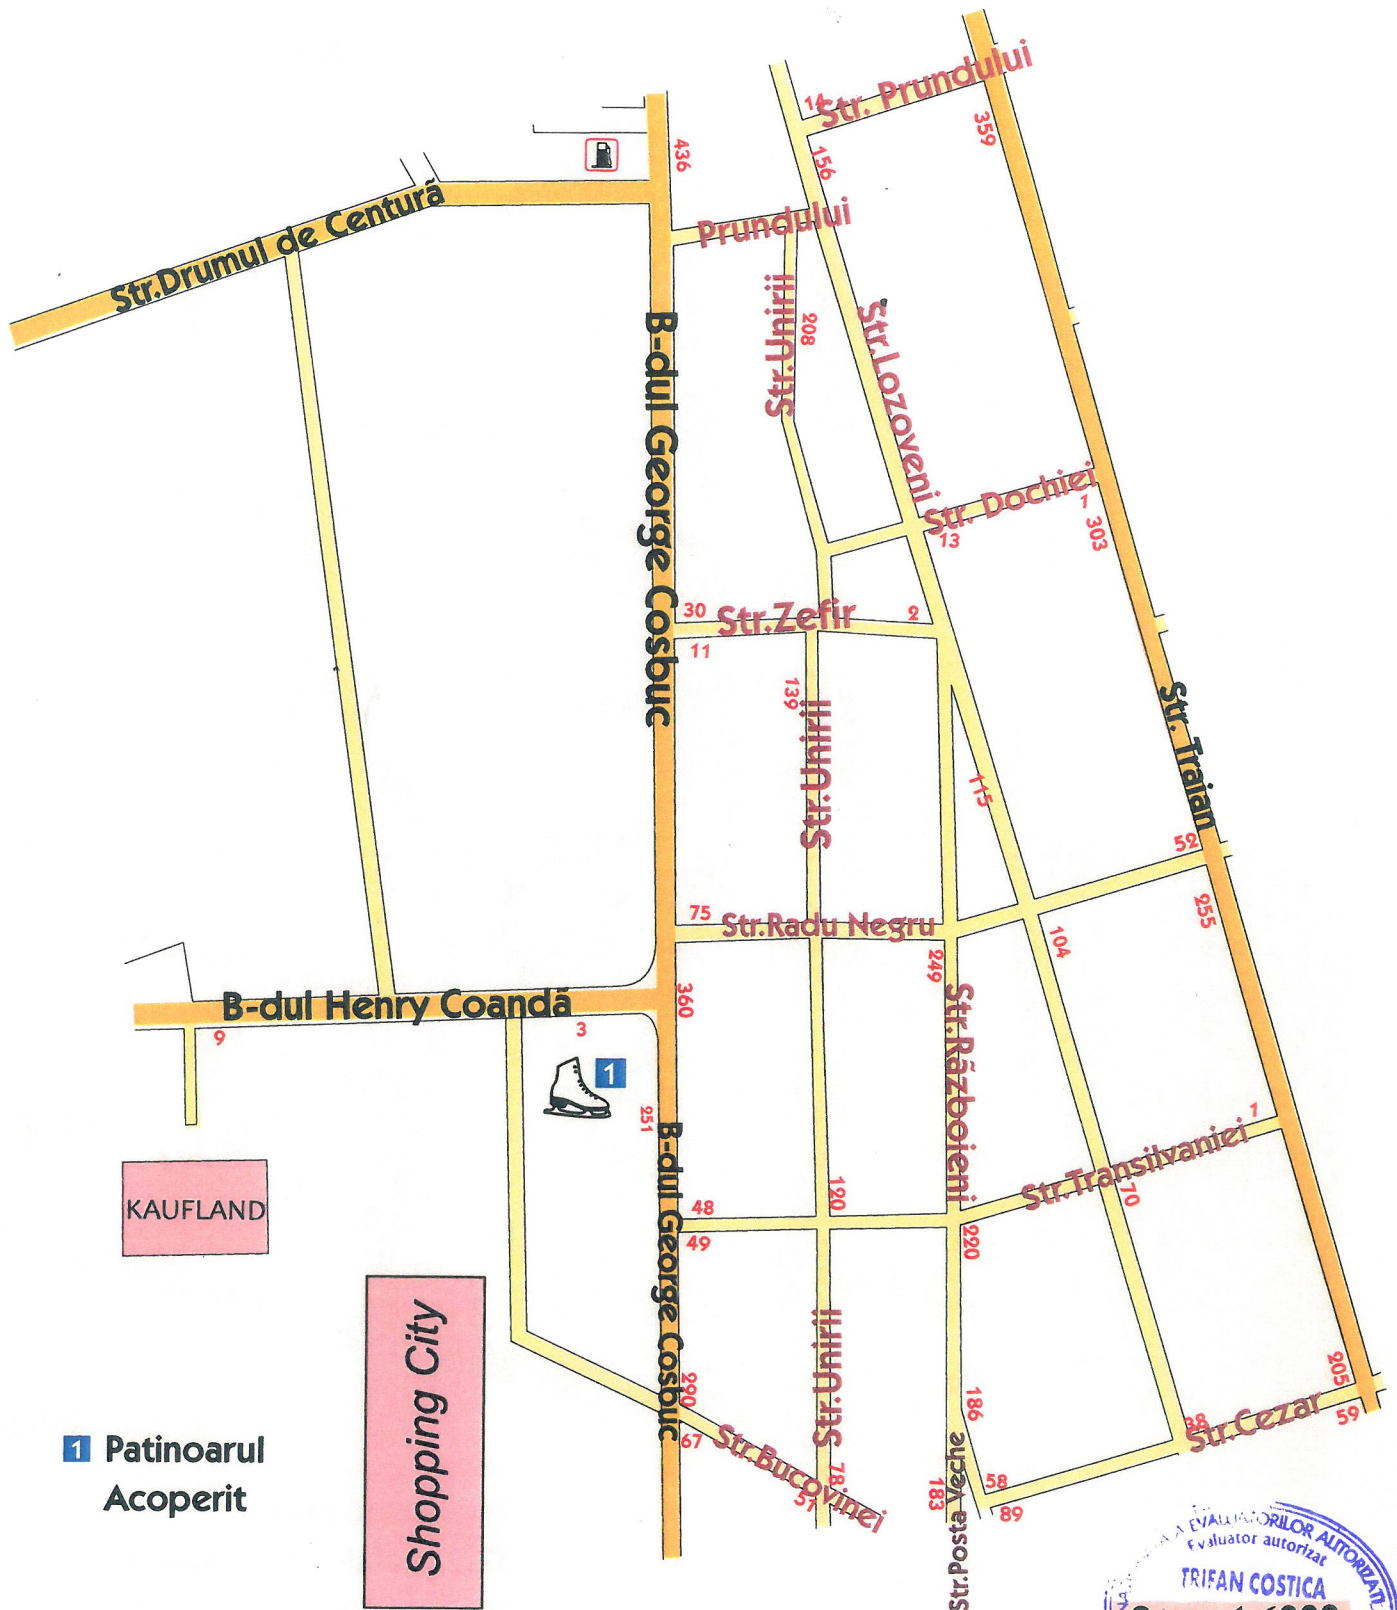 Str. Prundului
14
359
436
156
Str.Drumul de Centură
Prundului
Str.Unirii
208
Str.Lozoveni
B-dul George Cosbuc
Str. Dochiei
1
13
303
30
Str.Zefir
2
11
139
Str.Unirii
Str. Traian
115
52
75
Str.Radu Negru
255
104
249
B-dul Henry Coandă
360
9
3
1
Str.Războieni
251
B-dul George Cosbuc
1
Str.Transilvaniei
70
120
KAUFLAND
48
49
220
Shopping City
Str.Unirii
290
67
Str.Bucovinei
78
51
186
Str.Posta Veche
183
58
89
38
Str.Cezar
205
59
1 Patinoarul
Acoperit
EVALUATORILOR AUTORIZATI
Evaluator autorizat
TRIFAN COSTICA